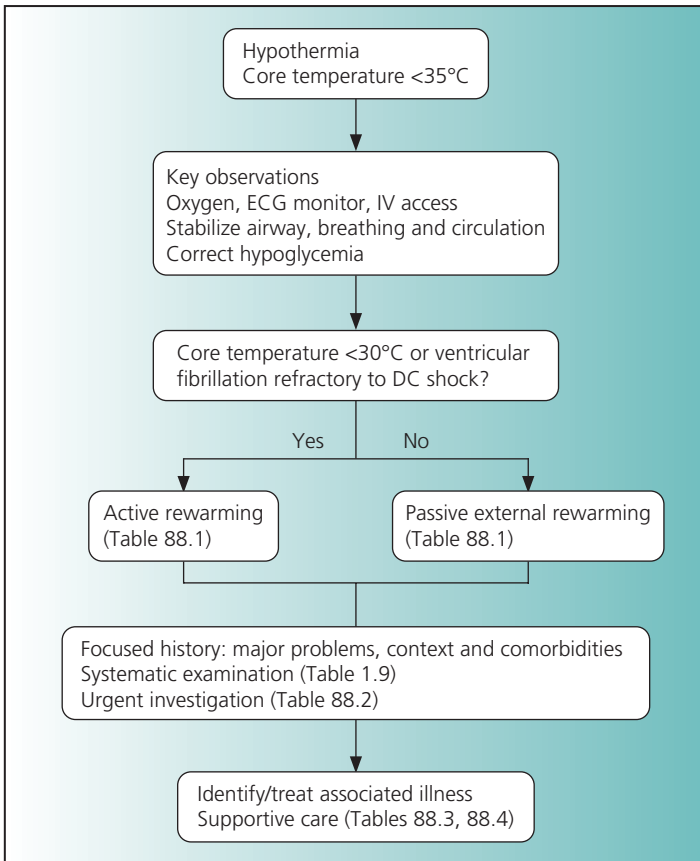 Hypothermia
Core temperature <35°C
Key observations
Oxygen, ECG monitor, IV access
Stabilize airway, breathing and circulation
Correct hypoglycemia
Core temperature <30°C or ventricular
fibrillation refractory to DC shock?
Yes
No
Active rewarming
(Table 88.1)
Passive external rewarming
(Table 88.1)
Focused history: major problems, context and comorbidities
Systematic examination (Table 1.9)
Urgent investigation (Table 88.2)
Identify/treat associated illness
Supportive care (Tables 88.3, 88.4)